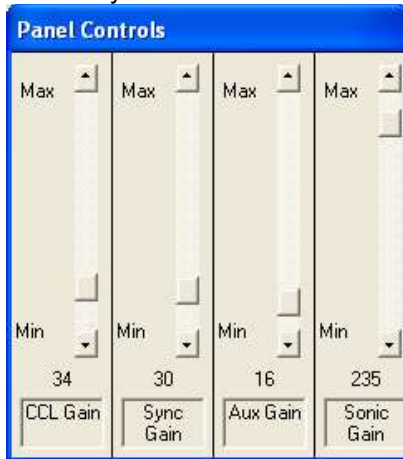 Panel Controls
Max Max Max Max
Min Min Min Min
34 30 16 235
CCL Gain Sync Gain Aux Gain Sonic Gain